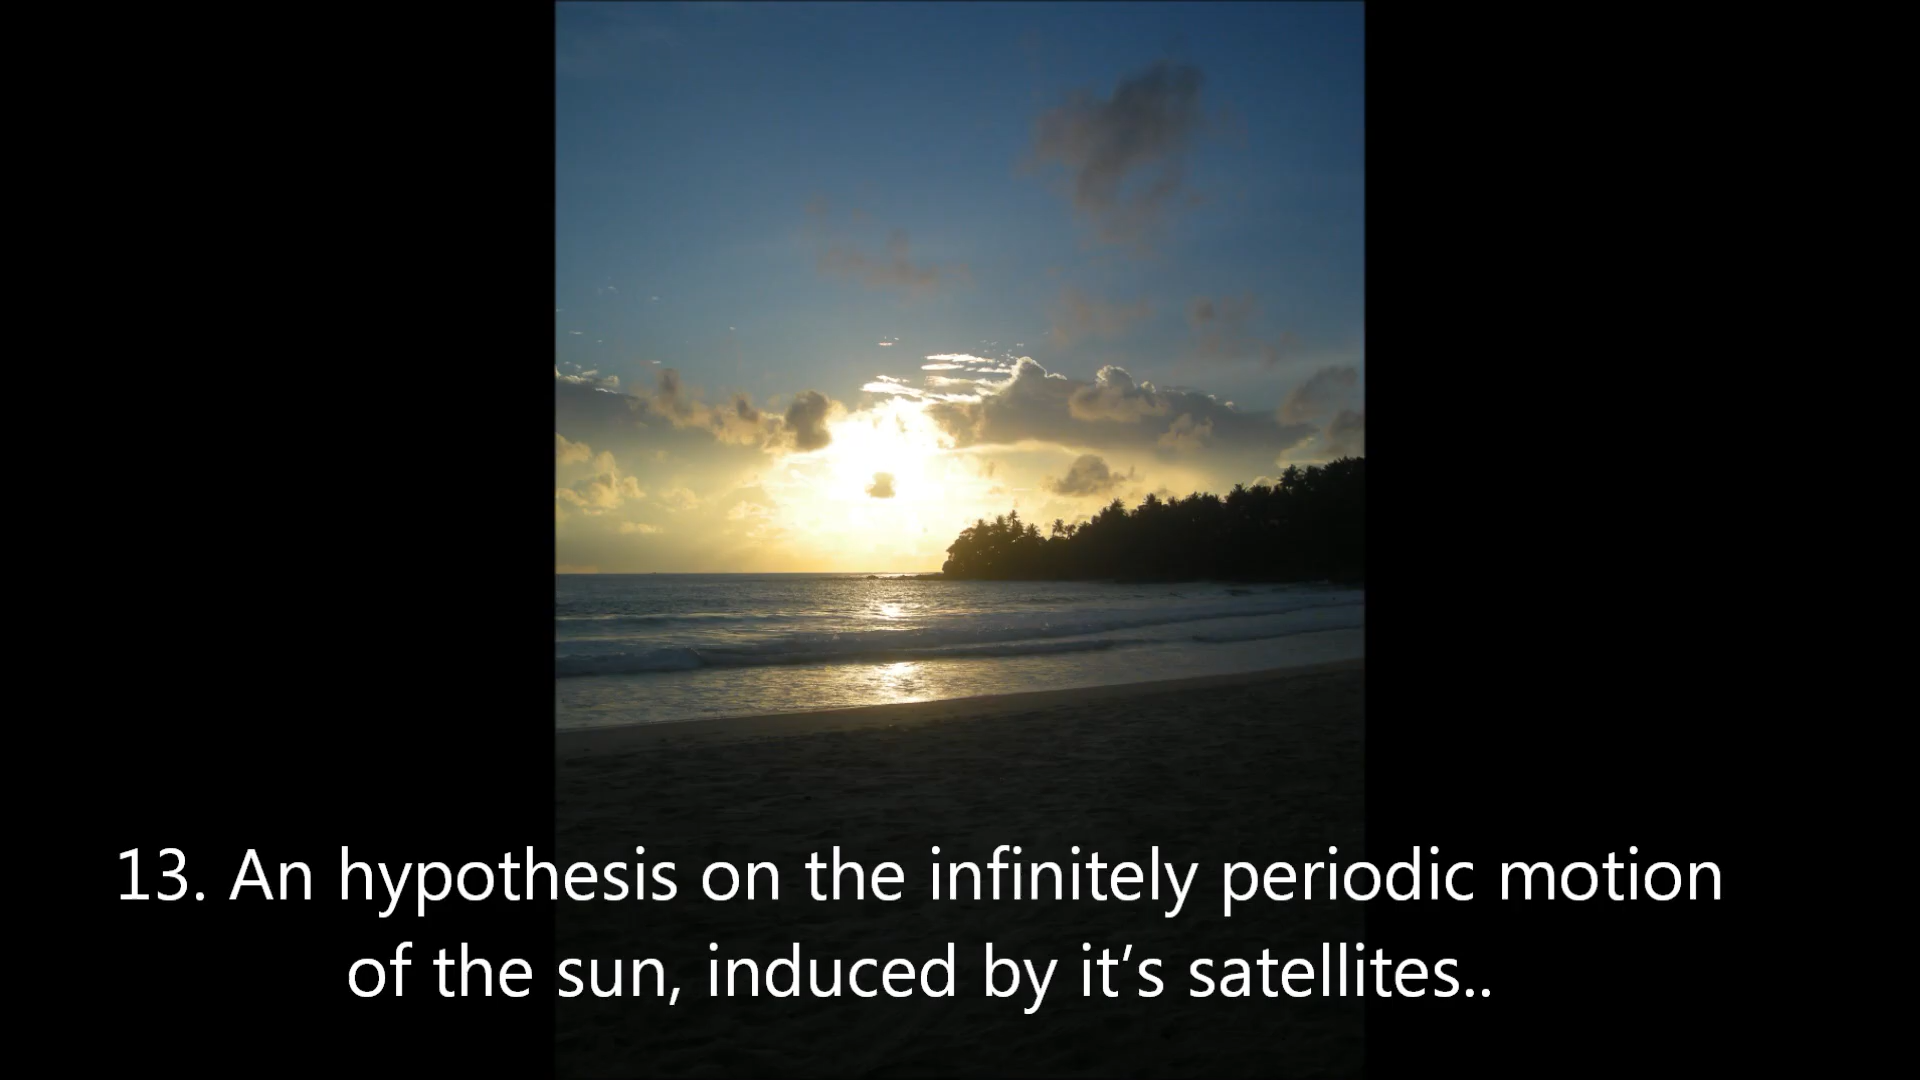 13. An hypothesis on the infinitely periodic motion
of the sun, induced by it’s satellites..